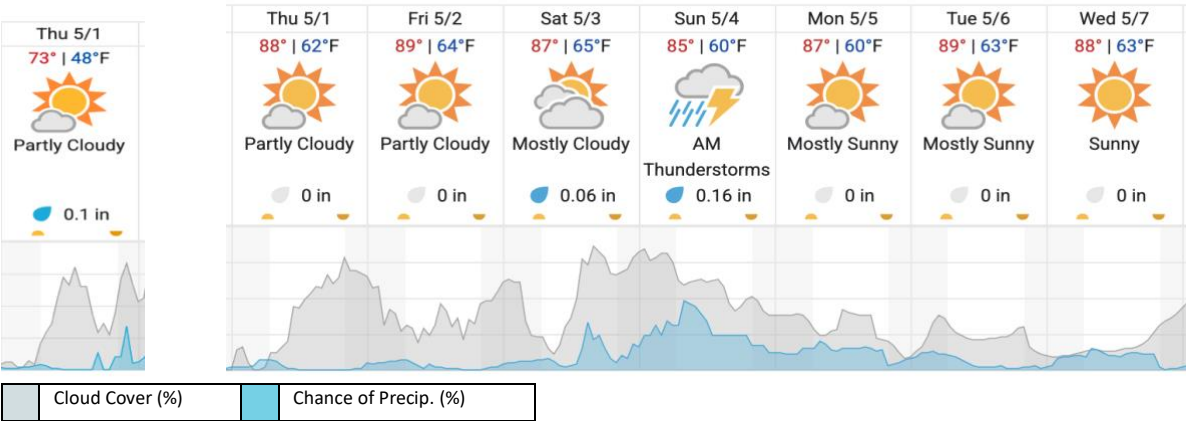 Thu 5/1
73° | 48°F
Partly Cloudy
0.1 in
Thu 5/1
88° | 62°F
Partly Cloudy
0 in
Fri 5/2
89° | 64°F
Partly Cloudy
0 in
Sat 5/3
87° | 65°F
Mostly Cloudy
0.06 in
Sun 5/4
85° | 60°F
AM
Thunderstorms
0.16 in
Mon 5/5
87° | 60°F
Mostly Sunny
0 in
Tue 5/6
89° | 63°F
Mostly Sunny
0 in
Wed 5/7
88° | 63°F
Sunny
0 in
Cloud Cover (%)
Chance of Precip. (%)